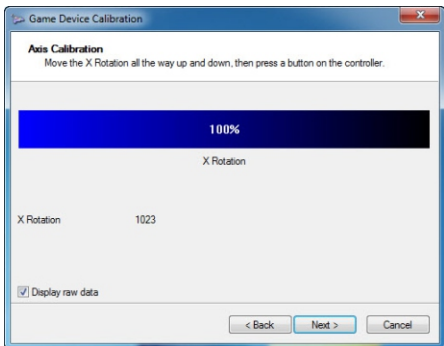 Game Device Calibration
Axis Calibration
Move the X Rotation all the way up and down, then press a button on the controller.
100%
X Rotation
X Rotation 1023
Display raw data
< Back Next > Cancel